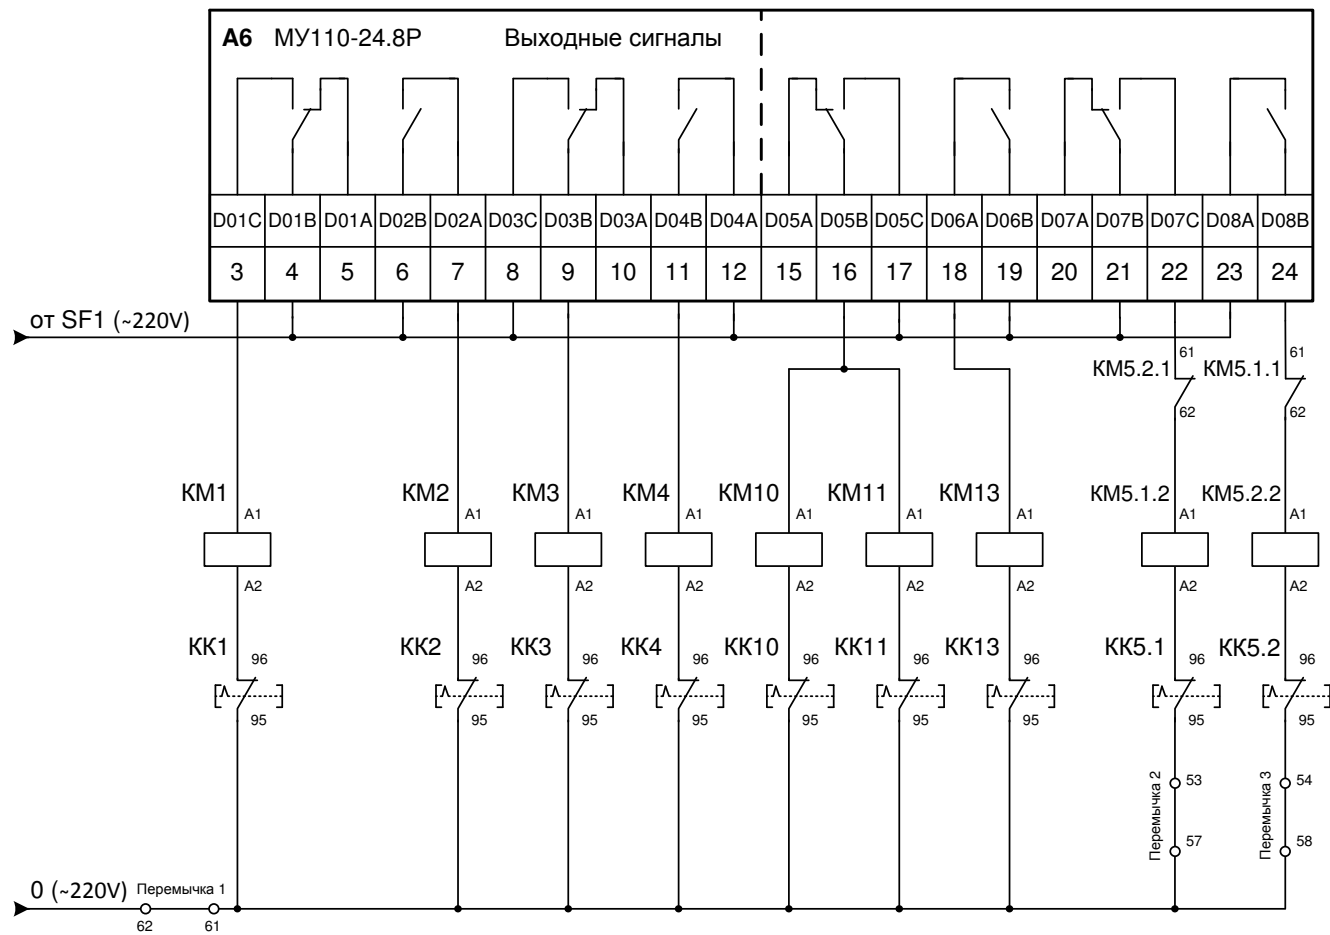 A6 МУ110-24.8Р Выходные сигналы
D01C D01B D01A D02B D02A D03C D03B D03A D04B D04A D05A D05B D05C D06A D06B D07A D07B D07C D08A D08B
3 4 5 6 7 8 9 10 11 12 15 16 17 18 19 20 21 22 23 24
от SF1 (~220V)
61 61
КМ5.2.1 КМ5.1.1
62 62
КМ1 КМ2 КМ3 КМ4 КМ10 КМ11 КМ13 КМ5.1.2 КМ5.2.2
A1 A1 A1 A1 A1 A1 A1 A1 A1
A2 A2 A2 A2 A2 A2 A2 A2 A2
КК1 КК2 КК3 КК4 КК10 КК11 КК13 КК5.1 КК5.2
96 96 96 96 96 96 96 96 96
95 95 95 95 95 95 95 95 95
Перемычка 2
53
57
Перемычка 3
54
58
0 (~220V) Перемычка 1
62 61